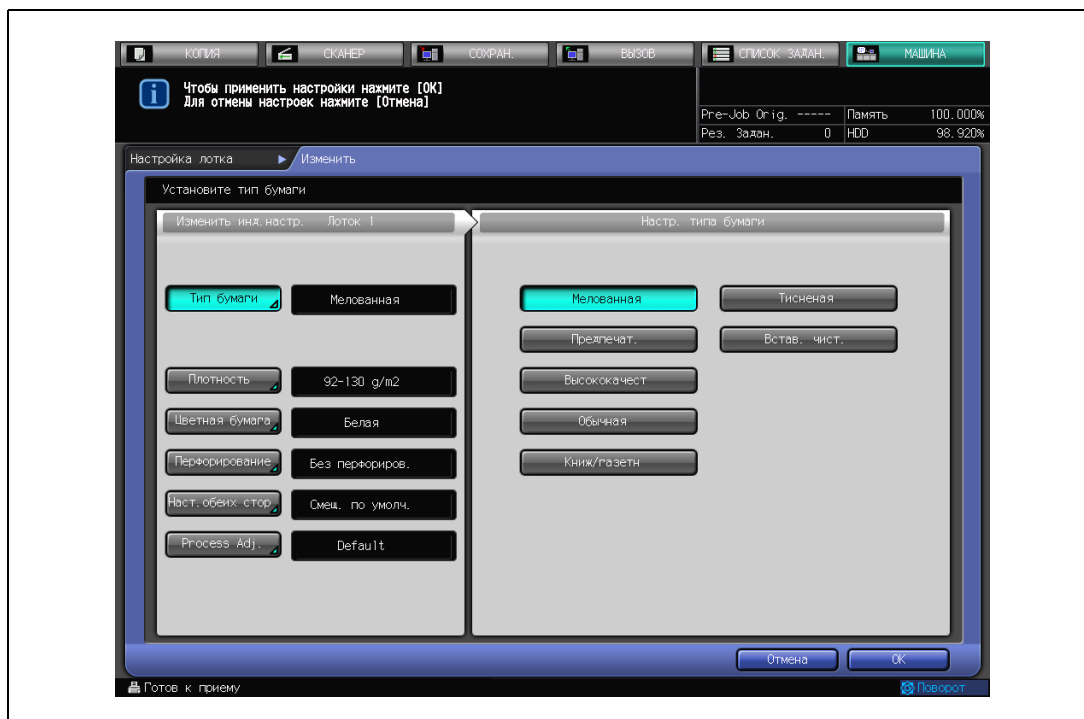 КОПИЯ СКАНЕР СОХРАН. ВЫЗОВ СПИСОК ЗАДАН. МАШИНА
Чтобы применить настройки нажмите [ОК]
Для отмены настроек нажмите [Отмена]
Pre-Job Orig. ----- Память 100.000%
Рез. Задан. 0 HDD 98.920%
Настройка лотка Изменить
Установите тип бумаги
Изменить инд.настр. Лоток 1
Настр. типа бумаги
Тип бумаги Мелованная
Плотность 92-130 g/m2
Цветная бумага Белая
Перфорирование Без перфориров.
Наст.обеих стор Смещ. по умолч.
Process Adj. Default
Мелованная Тисненая
Предпечат. Встав. чист.
Высококачест
Обычная
Книж/газетн
Отмена ОК
Готов к приему Поворот